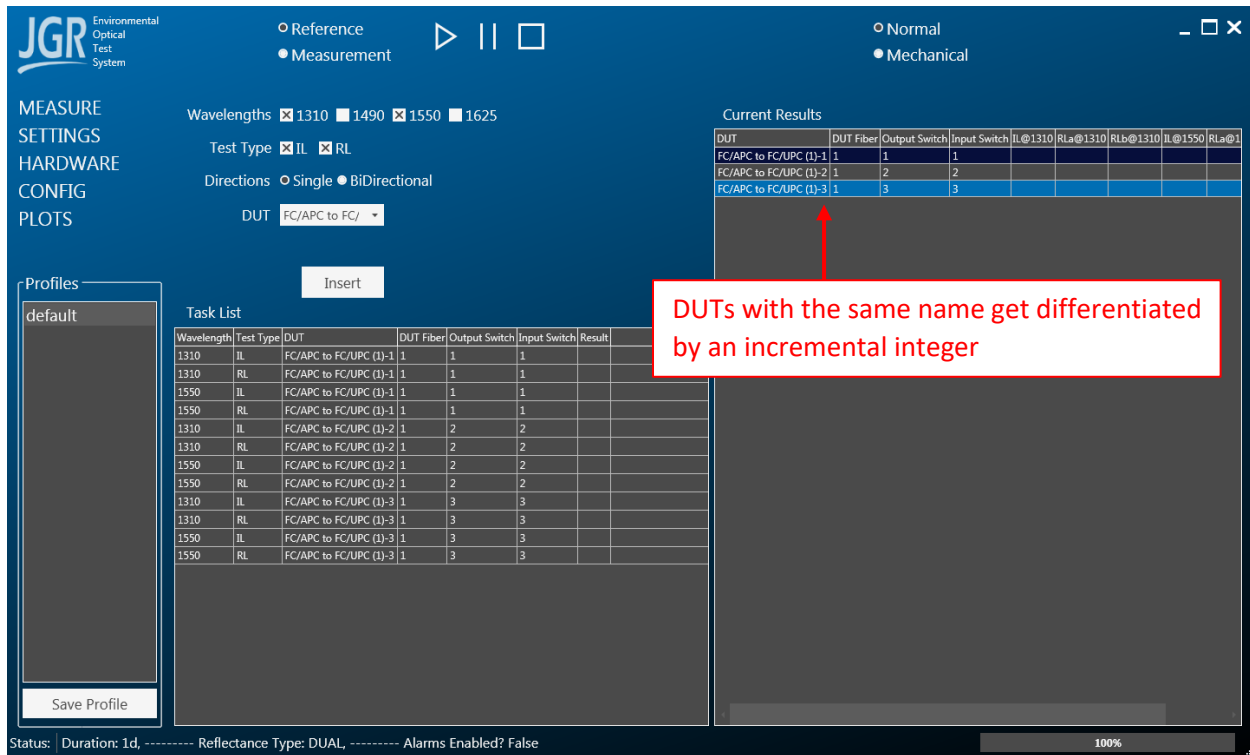 JGR Environmental
Optical
Test
System
Reference
Measurement
Normal
Mechanical
MEASURE
SETTINGS
HARDWARE
CONFIG
PLOTS
Wavelengths 1310 1490 1550 1625
Test Type IL RL
Directions Single BiDirectional
DUT FC/APC to FC/
Insert
Profiles
default
Save Profile
Task List
Wavelength Test Type DUT DUT Fiber Output Switch Input Switch Result
1310 IL FC/APC to FC/UPC (1)-1 1 1 1
1310 RL FC/APC to FC/UPC (1)-1 1 1 1
1550 IL FC/APC to FC/UPC (1)-1 1 1 1
1550 RL FC/APC to FC/UPC (1)-1 1 1 1
1310 IL FC/APC to FC/UPC (1)-2 1 2 2
1310 RL FC/APC to FC/UPC (1)-2 1 2 2
1550 IL FC/APC to FC/UPC (1)-2 1 2 2
1550 RL FC/APC to FC/UPC (1)-2 1 2 2
1310 IL FC/APC to FC/UPC (1)-3 1 3 3
1310 RL FC/APC to FC/UPC (1)-3 1 3 3
1550 IL FC/APC to FC/UPC (1)-3 1 3 3
1550 RL FC/APC to FC/UPC (1)-3 1 3 3
Current Results
DUT DUT Fiber Output Switch Input Switch IL@1310 RLa@1310 RLb@1310 IL@1550 RLa@1
FC/APC to FC/UPC (1)-1 1 1 1
FC/APC to FC/UPC (1)-2 1 2 2
FC/APC to FC/UPC (1)-3 1 3 3
DUTs with the same name get differentiated
by an incremental integer
Status: Duration: 1d, --------- Reflectance Type: DUAL, --------- Alarms Enabled? False
100%